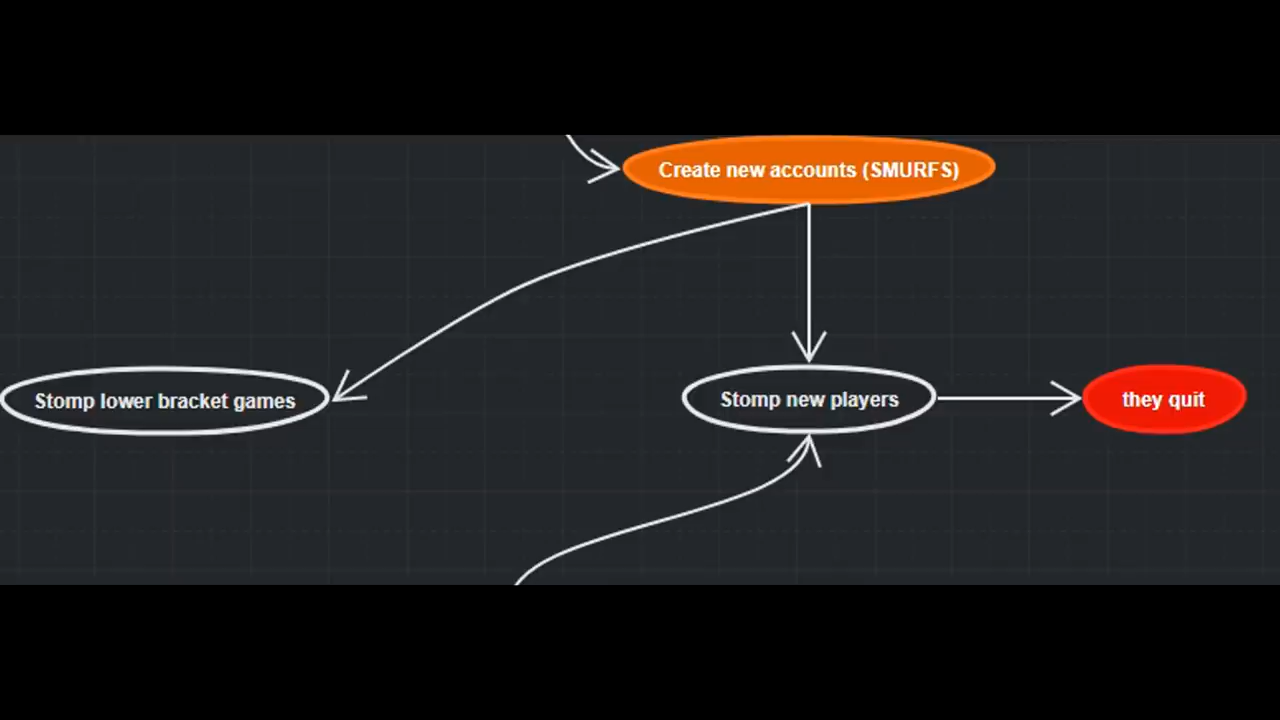 Create new accounts (SMURFS)
Stomp lower bracket games
Stomp new players
they quit